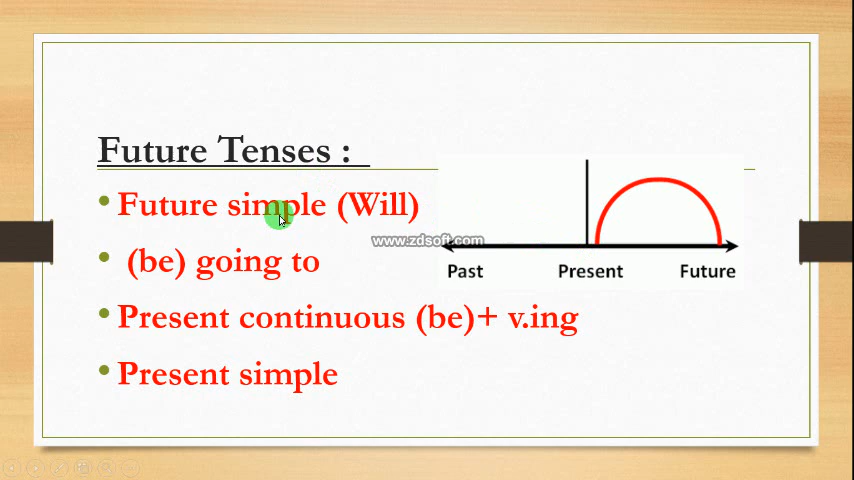 Future Tenses :
• Future simple (Will)
• (be) going to
• Present continuous (be)+ v.ing
• Present simple
www.zdsoft.com
Past Present Future